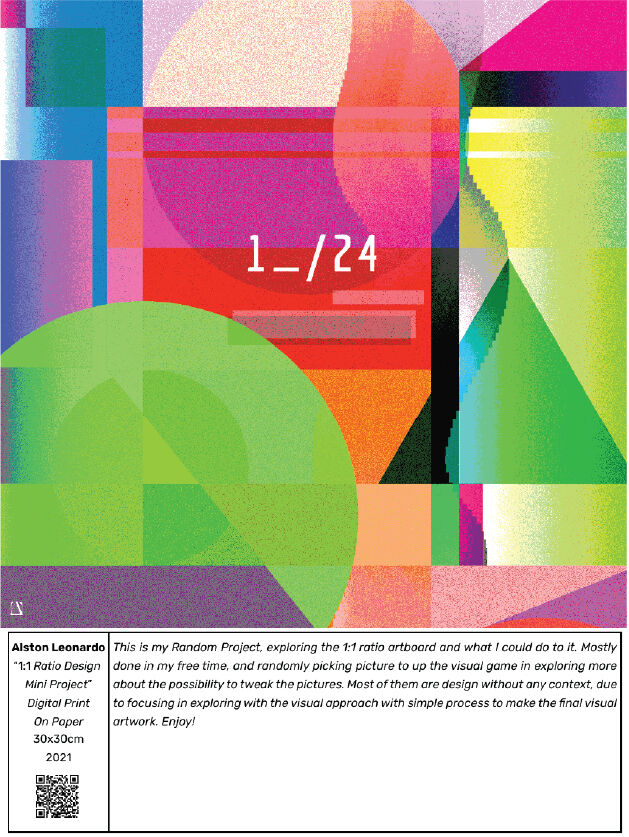 1_/24
Alston Leonardo
"1:1 Ratio Design
Mini Project"
Digital Print
On Paper
30x30cm
2021
This is my Random Project, exploring the 1:1 ratio artboard and what I could do to it. Mostly
done in my free time, and randomly picking picture to up the visual game in exploring more
about the possibility to tweak the pictures. Most of them are design without any context, due
to focusing in exploring with the visual approach with simple process to make the final visual
artwork. Enjoy!